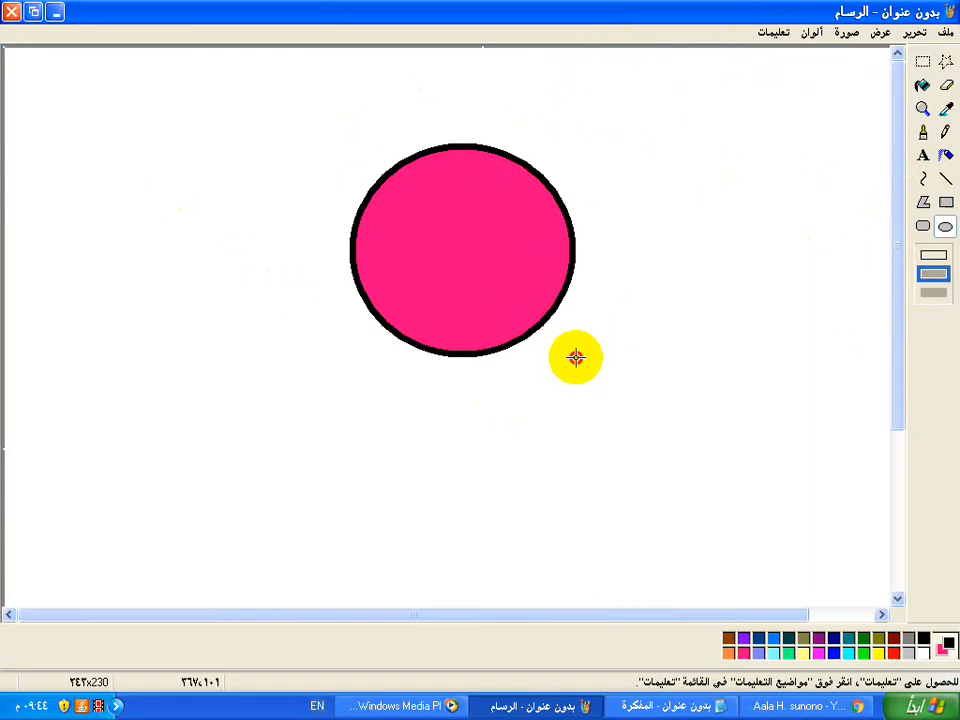 بدون عنوان - الرسام
ملف تحرير عرض صورة ألوان تعليمات
A
للحصول على "تعليمات"، انقر فوق "مواضيع التعليمات" في القائمة "تعليمات".
٣٦٧،١٠١
٢٤٢x230
ابدأ
Aala H. sunono - Y...
بدون عنوان - المفكرة
بدون عنوان - الرسام
Windows Media Pl...
EN
٠٩:٤٤ م